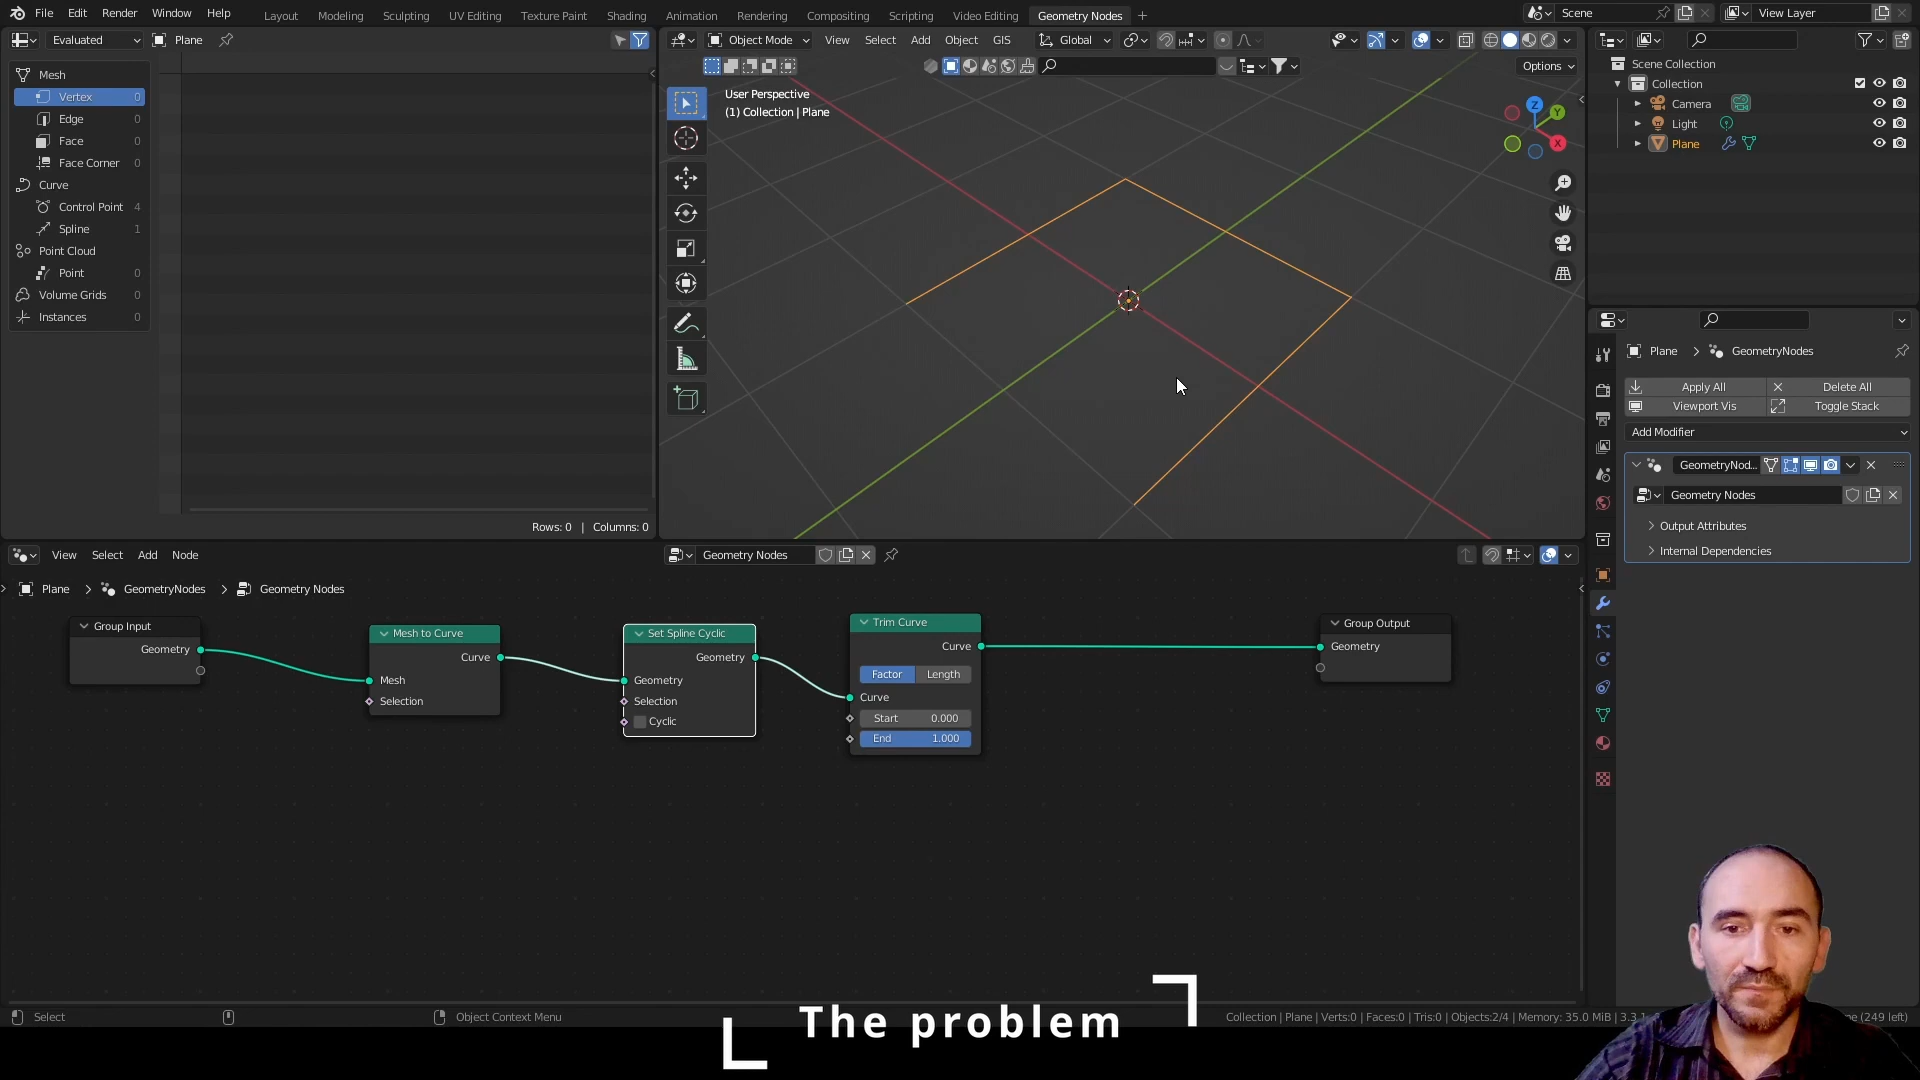 File Edit Render Window Help
Layout Modeling Sculpting UV Editing Texture Paint Shading Animation Rendering Compositing Scripting Video Editing Geometry Nodes
Scene
View Layer
Evaluated
Plane
Object Mode View Select Add Object GIS
Global
Options
User Perspective
(1) Collection | Plane
Mesh
Vertex 0
Edge 0
Face 0
Face Corner 0
Curve
Control Point 4
Spline 1
Point Cloud
Point 0
Volume Grids 0
Instances 0
Rows: 0 | Columns: 0
Z
Y
X
Scene Collection
Collection
Camera
Light
Plane
Plane GeometryNodes
Apply All Delete All
Viewport Vis Toggle Stack
Add Modifier
GeometryNod...
Geometry Nodes
Output Attributes
Internal Dependencies
View Select Add Node
Geometry Nodes
Plane GeometryNodes Geometry Nodes
Group Input
Geometry
Mesh to Curve
Curve
Mesh
Selection
Set Spline Cyclic
Geometry
Geometry
Selection
Cyclic
Trim Curve
Curve
Factor Length
Curve
Start 0.000
End 1.000
Group Output
Geometry
Select
Object Context Menu
The problem
Collection | Plane | Verts:0 | Faces:0 | Tris:0 | Objects:2/4 | Memory: 35.0 MiB | 3.3
(249 left)